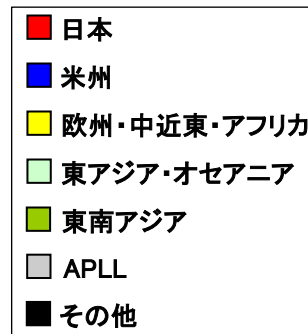 日本
米州
欧州・中近東・アフリカ
東アジア・オセアニア
東南アジア
APLL
その他